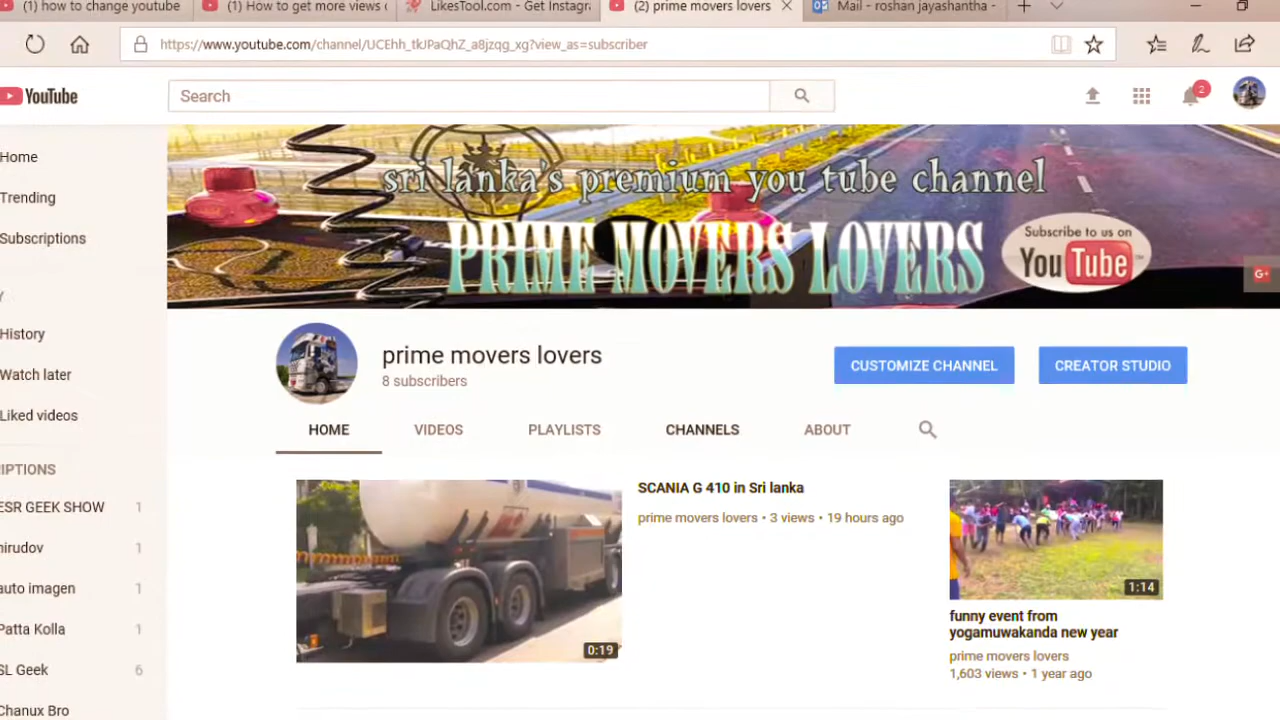 (1) how to change youtube
(1) How to get more views
LikesTool.com - Get Instagr
(2) prime movers lovers
Mail - roshan jayashantha -
https://www.youtube.com/channel/UCEhh_tkJPaQhZ_a8jzqg_xg?view_as=subscriber
YouTube
Search
2
Home
Trending
Subscriptions
Y
History
Watch later
Liked videos
IPTIONS
ESR GEEK SHOW 1
nirudov 1
auto imagen 1
Patta Kolla 1
SL Geek 6
Chanux Bro
sri lanka's premium you tube channel
PRIME MOVERS LOVERS
Subscribe to us on
YouTube
G+
prime movers lovers
8 subscribers
CUSTOMIZE CHANNEL
CREATOR STUDIO
HOME VIDEOS PLAYLISTS CHANNELS ABOUT
0:19
SCANIA G 410 in Sri lanka
prime movers lovers • 3 views • 19 hours ago
1:14
funny event from
yogamuwakanda new year
prime movers lovers
1,603 views • 1 year ago